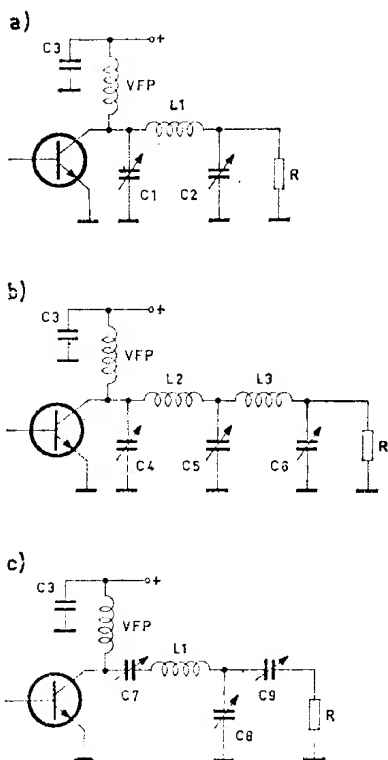 a)
C3
+
VFP
L1
C1
C2
R
b)
C3
+
VFP
L2
L3
C4
C5
C6
R
c)
C3
+
VFP
L1
C7
C9
C8
R